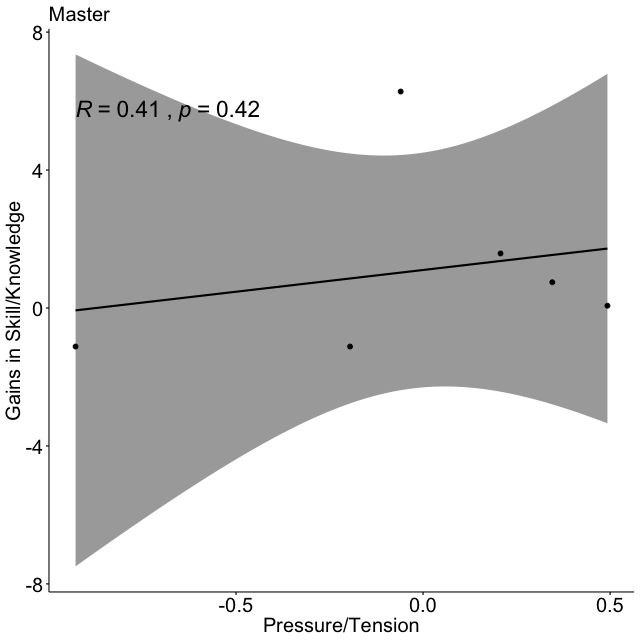 Master
8
4
0
-4
-8
R = 0.41 , p = 0.42
Gains in Skill/Knowledge
-0.5 0.0 0.5
Pressure/Tension